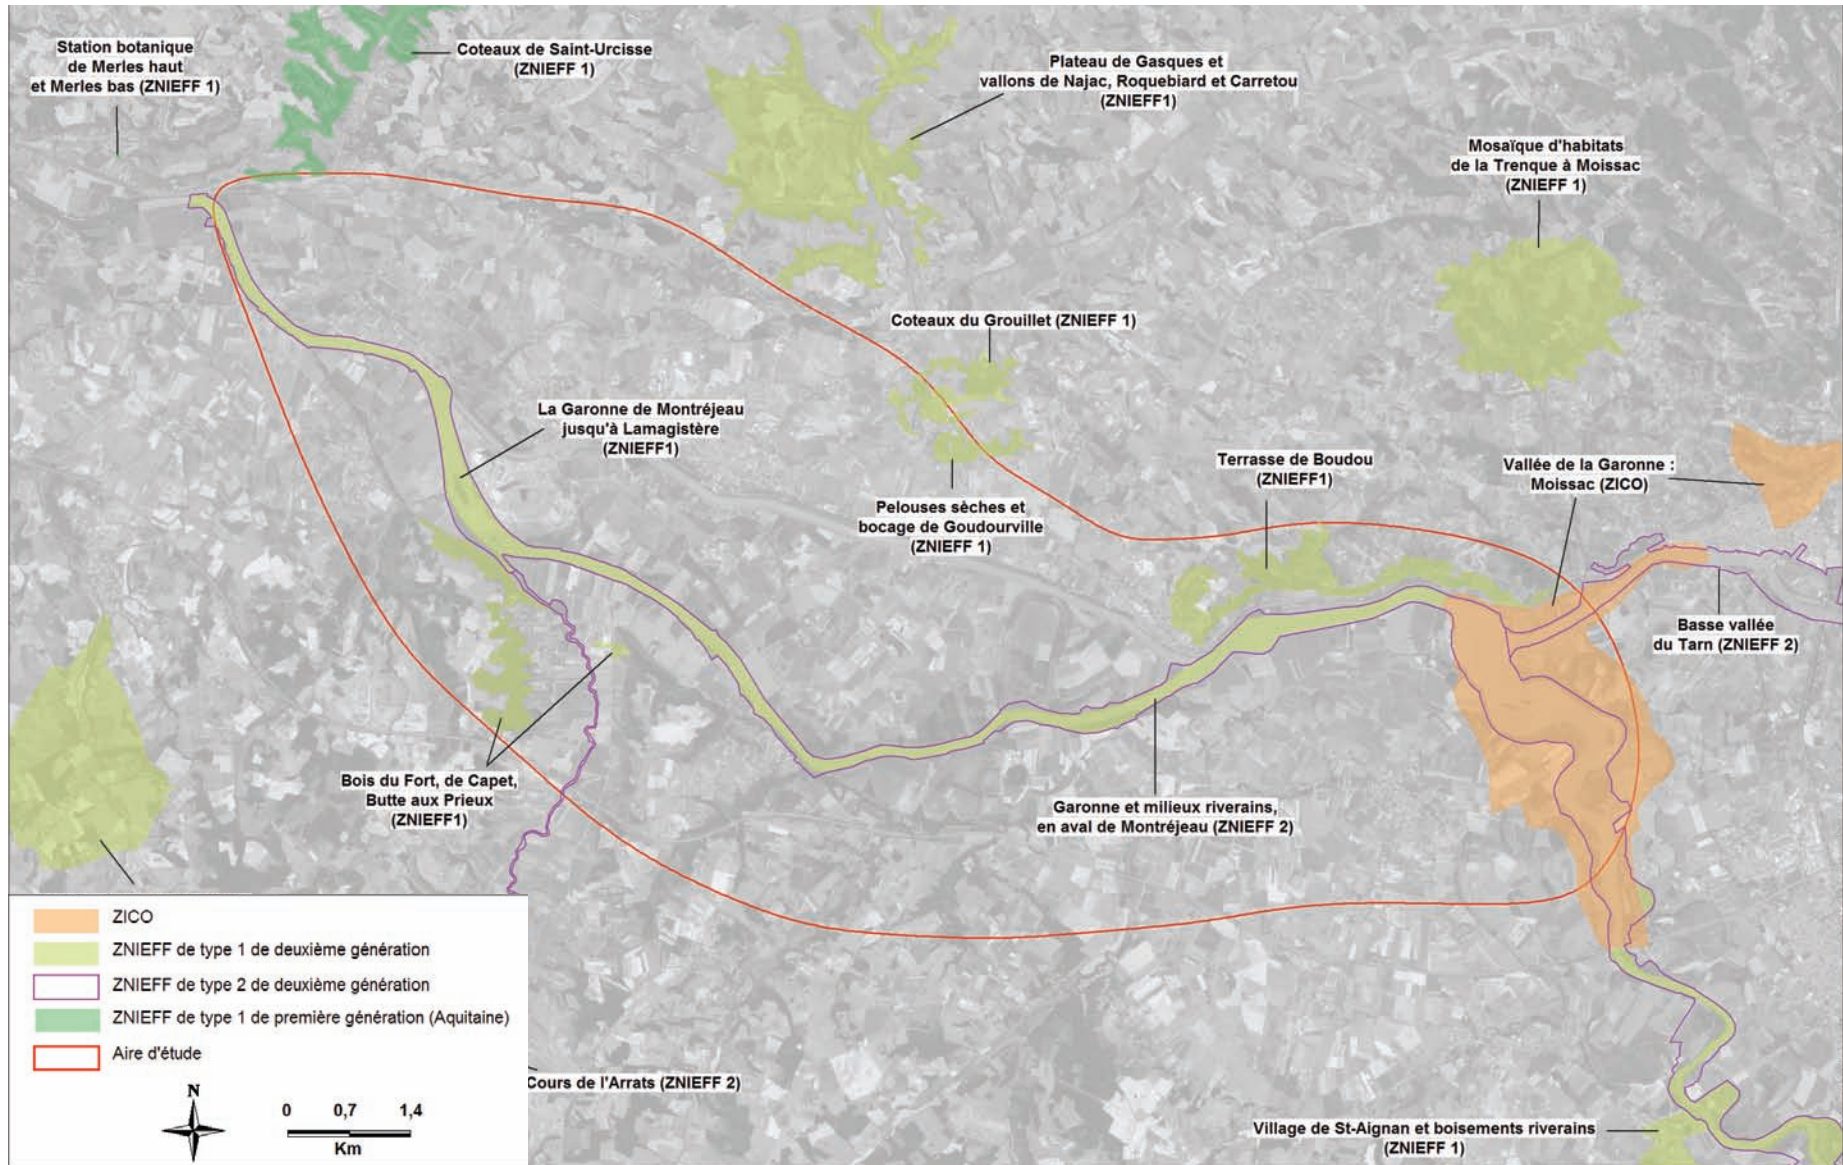 Station botanique
de Merles haut
et Merles bas (ZNIEFF 1)
Coteaux de Saint-Urcisse
(ZNIEFF 1)
Plateau de Gasques et
vallons de Najac, Roquebiard et Carretou
(ZNIEFF1)
Mosaïque d'habitats
de la Trenque à Moissac
(ZNIEFF 1)
Coteaux du Grouillet (ZNIEFF 1)
La Garonne de Montréjeau
jusqu'à Lamagistère
(ZNIEFF1)
Pelouses sèches et
bocage de Goudourville
(ZNIEFF 1)
Terrasse de Boudou
(ZNIEFF1)
Vallée de la Garonne :
Moissac (ZICO)
Basse vallée
du Tarn (ZNIEFF 2)
Bois du Fort, de Capet,
Butte aux Prieux
(ZNIEFF1)
Garonne et milieux riverains,
en aval de Montréjeau (ZNIEFF 2)
ZICO
ZNIEFF de type 1 de deuxième génération
ZNIEFF de type 2 de deuxième génération
ZNIEFF de type 1 de première génération (Aquitaine)
Aire d'étude
N
0 0,7 1,4
Km
Cours de l'Arrats (ZNIEFF 2)
Village de St-Aignan et boisements riverains
(ZNIEFF 1)